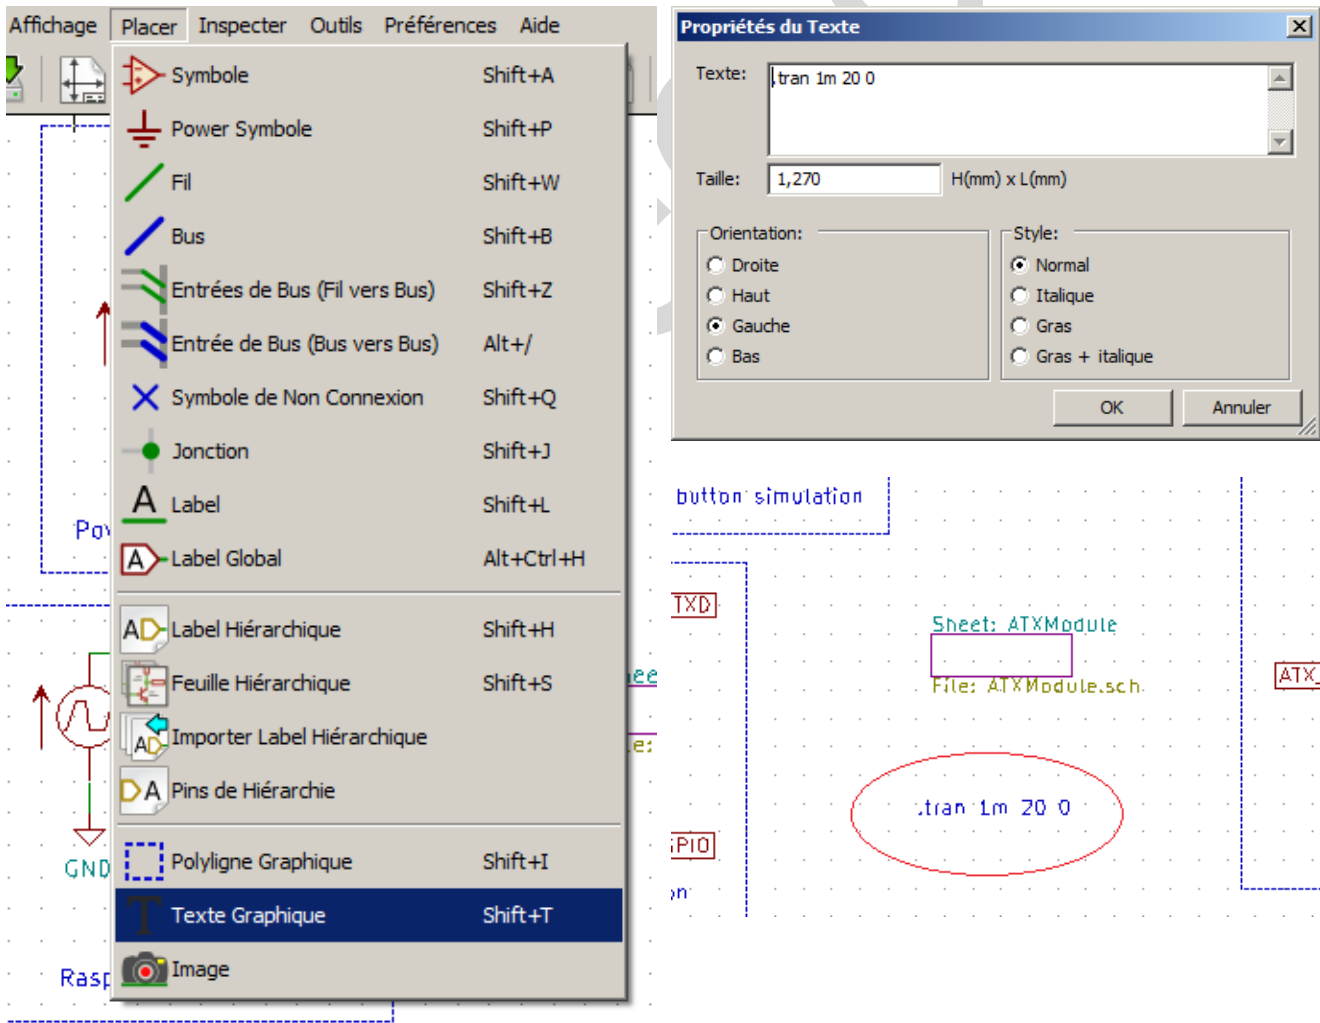 Affichage Placer Inspecter Outils Préférences Aide
Symbole Shift+A
Power Symbole Shift+P
Fil Shift+W
Bus Shift+B
Entrées de Bus (Fil vers Bus) Shift+Z
Entrée de Bus (Bus vers Bus) Alt+/
Symbole de Non Connexion Shift+Q
Jonction Shift+J
Label Shift+L
Label Global Alt+Ctrl+H
Label Hiérarchique Shift+H
Feuille Hiérarchique Shift+S
Importer Label Hiérarchique
Pins de Hiérarchie
Polyligne Graphique Shift+I
Texte Graphique Shift+T
Image
GND
Propriétés du Texte
Texte: .tran 1m 20 0
Taille: 1,270 H(mm) x L(mm)
Orientation: Style:
Droite Normal
Haut Italique
Gauche Gras
Bas Gras + italique
OK Annuler
button simulation
TXD
Sheet: ATXModule
File: ATXModule.sch
ATX_
.tran 1m 20 0